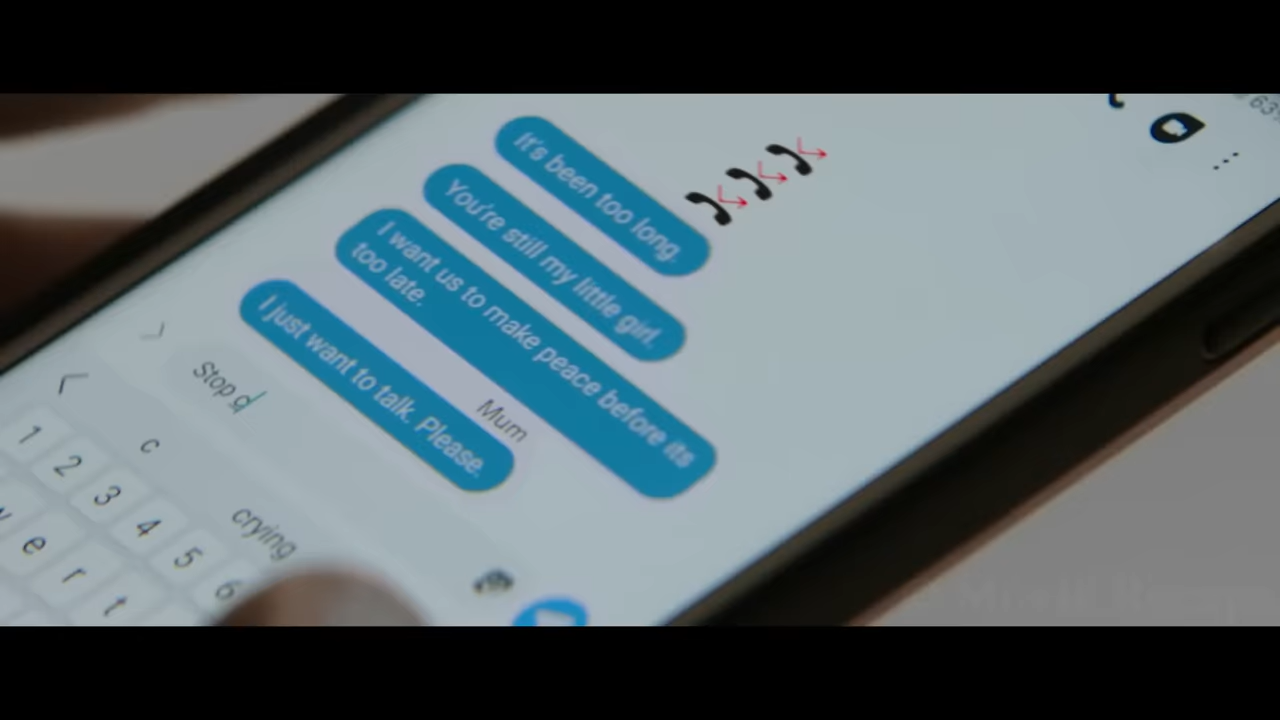 63%
It's been too long.
You're still my little girl.
I want us to make peace before its
too late.
Mum
I just want to talk. Please.
Stop c
c
crying
1 2 3 4 5 6
e r t